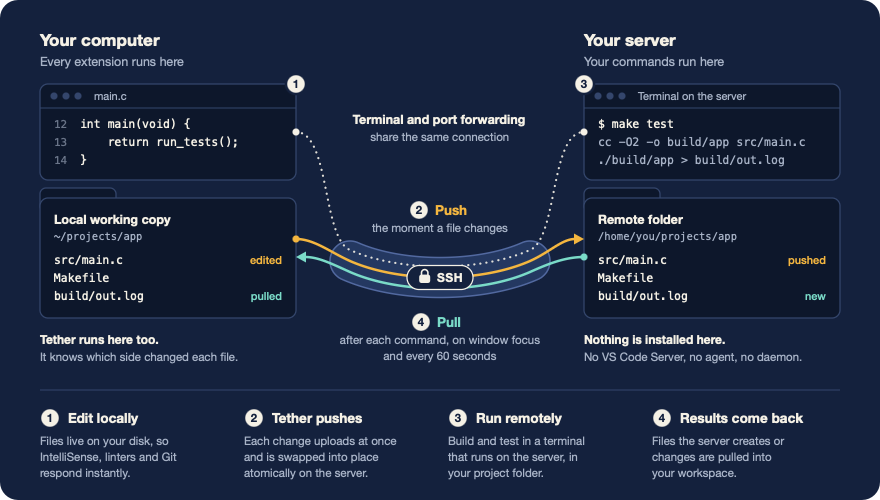 Your computer
Every extension runs here
1
main.c
12 int main(void) {
13     return run_tests();
14 }
Local working copy
~/projects/app
src/main.c edited
Makefile
build/out.log pulled
Tether runs here too.
It knows which side changed each file.
Terminal and port forwarding
share the same connection
2 Push
the moment a file changes
SSH
4 Pull
after each command, on window focus
and every 60 seconds
Your server
Your commands run here
3
Terminal on the server
$ make test
cc -O2 -o build/app src/main.c
./build/app > build/out.log
Remote folder
/home/you/projects/app
src/main.c pushed
Makefile
build/out.log new
Nothing is installed here.
No VS Code Server, no agent, no daemon.
1 Edit locally
Files live on your disk, so
IntelliSense, linters and Git
respond instantly.
2 Tether pushes
Each change uploads at once
and is swapped into place
atomically on the server.
3 Run remotely
Build and test in a terminal
that runs on the server, in
your project folder.
4 Results come back
Files the server creates or
changes are pulled into
your workspace.